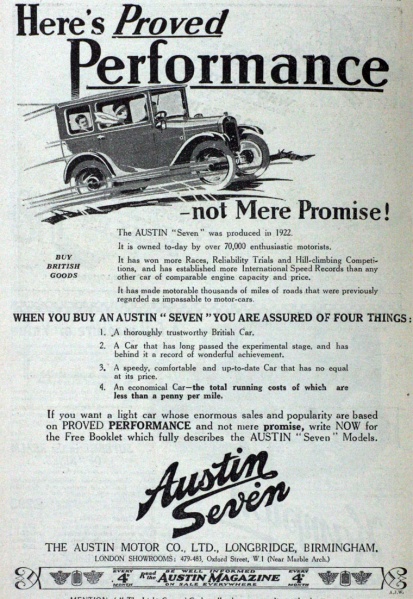 Here's Proved
Performance
-not Mere Promise!
The AUSTIN "Seven" was produced in 1922.
It is owned to-day by over 70,000 enthusiastic motorists.
BUY
BRITISH
GOODS
It has won more Races, Reliability Trials and Hill-climbing Competi-
tions, and has established more International Speed Records than any
other car of comparable engine capacity and price.
It has made motorable thousands of miles of roads that were previously
regarded as impassable to motor-cars.
WHEN YOU BUY AN AUSTIN "SEVEN" YOU ARE ASSURED OF FOUR THINGS:
1. A thoroughly trustworthy British Car.
2. A Car that has long passed the experimental stage, and has
behind it a record of wonderful achievement.
3. A speedy, comfortable and up-to-date Car that has no equal
at its price.
4. An economical Car—the total running costs of which are
less than a penny per mile.
If you want a light car whose enormous sales and popularity are based
on PROVED PERFORMANCE and not mere promise, write NOW for
the Free Booklet which fully describes the AUSTIN "Seven" Models.
Austin
Seven
THE AUSTIN MOTOR CO., LTD., LONGBRIDGE, BIRMINGHAM.
LONDON SHOWROOMS: 479-483, Oxford Street, W.1 (Near Marble Arch.)
EVERY 4D MONTH BE WELL INFORMED EVERY 4D MONTH
read the AUSTIN MAGAZINE
ON SALE EVERYWHERE